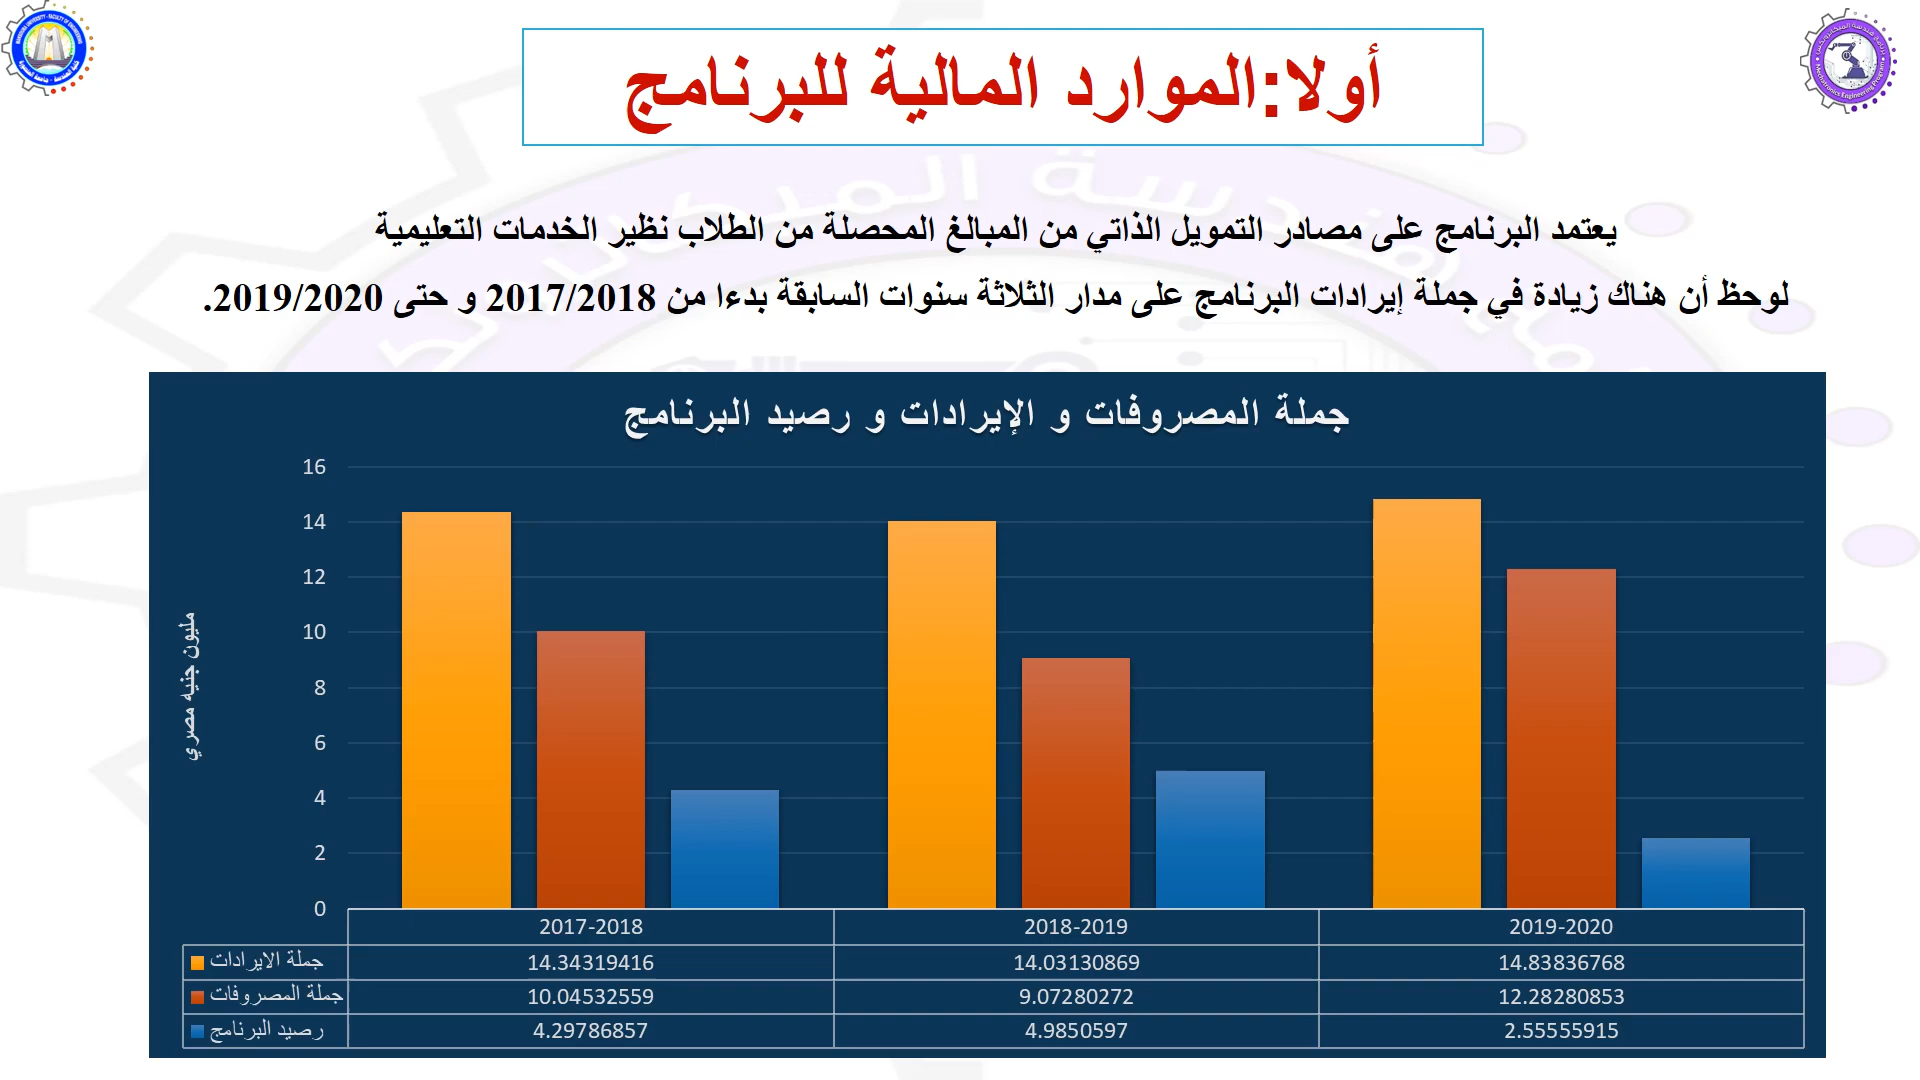 أولا:الموارد المالية للبرنامج
يعتمد البرنامج على مصادر التمويل الذاتي من المبالغ المحصلة من الطلاب نظير الخدمات التعليمية
لوحظ أن هناك زيادة في جملة إيرادات البرنامج على مدار الثلاثة سنوات السابقة بدءا من 2017/2018 و حتى 2019/2020.
جملة المصروفات و الإيرادات و رصيد البرنامج
مليون جنيه مصري
16
14
12
10
8
6
4
2
0
2017-2018 2018-2019 2019-2020
جملة الايرادات 14.34319416 14.03130869 14.83836768
جملة المصروفات 10.04532559 9.07280272 12.28280853
رصيد البرنامج 4.29786857 4.9850597 2.55555915